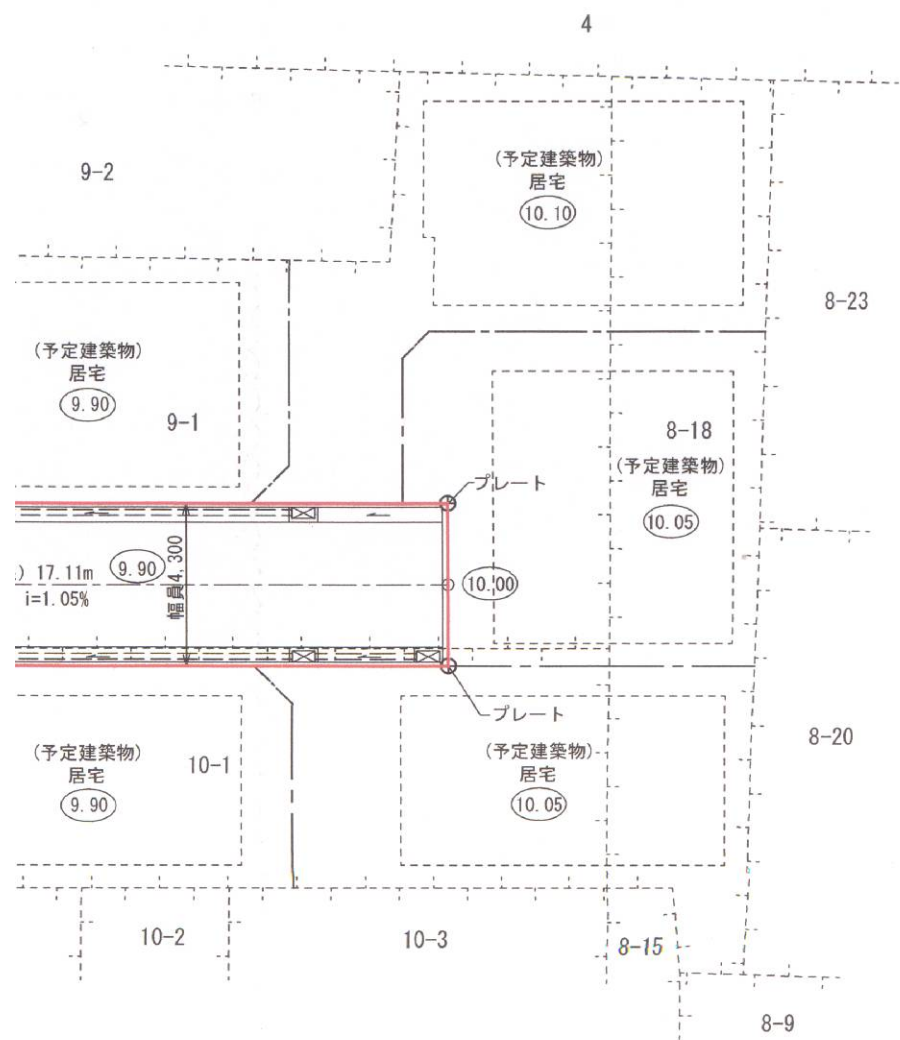 4
9-2
(予定建築物)
居宅
10.10
8-23
(予定建築物)
居宅
9.90
9-1
8-18
(予定建築物)
居宅
10.05
プレート
) 17.11m
i=1.05%
9.90
幅員4,300
10.00
プレート
(予定建築物)
居宅
9.90
10-1
(予定建築物)
居宅
10.05
8-20
10-2
10-3
8-15
8-9